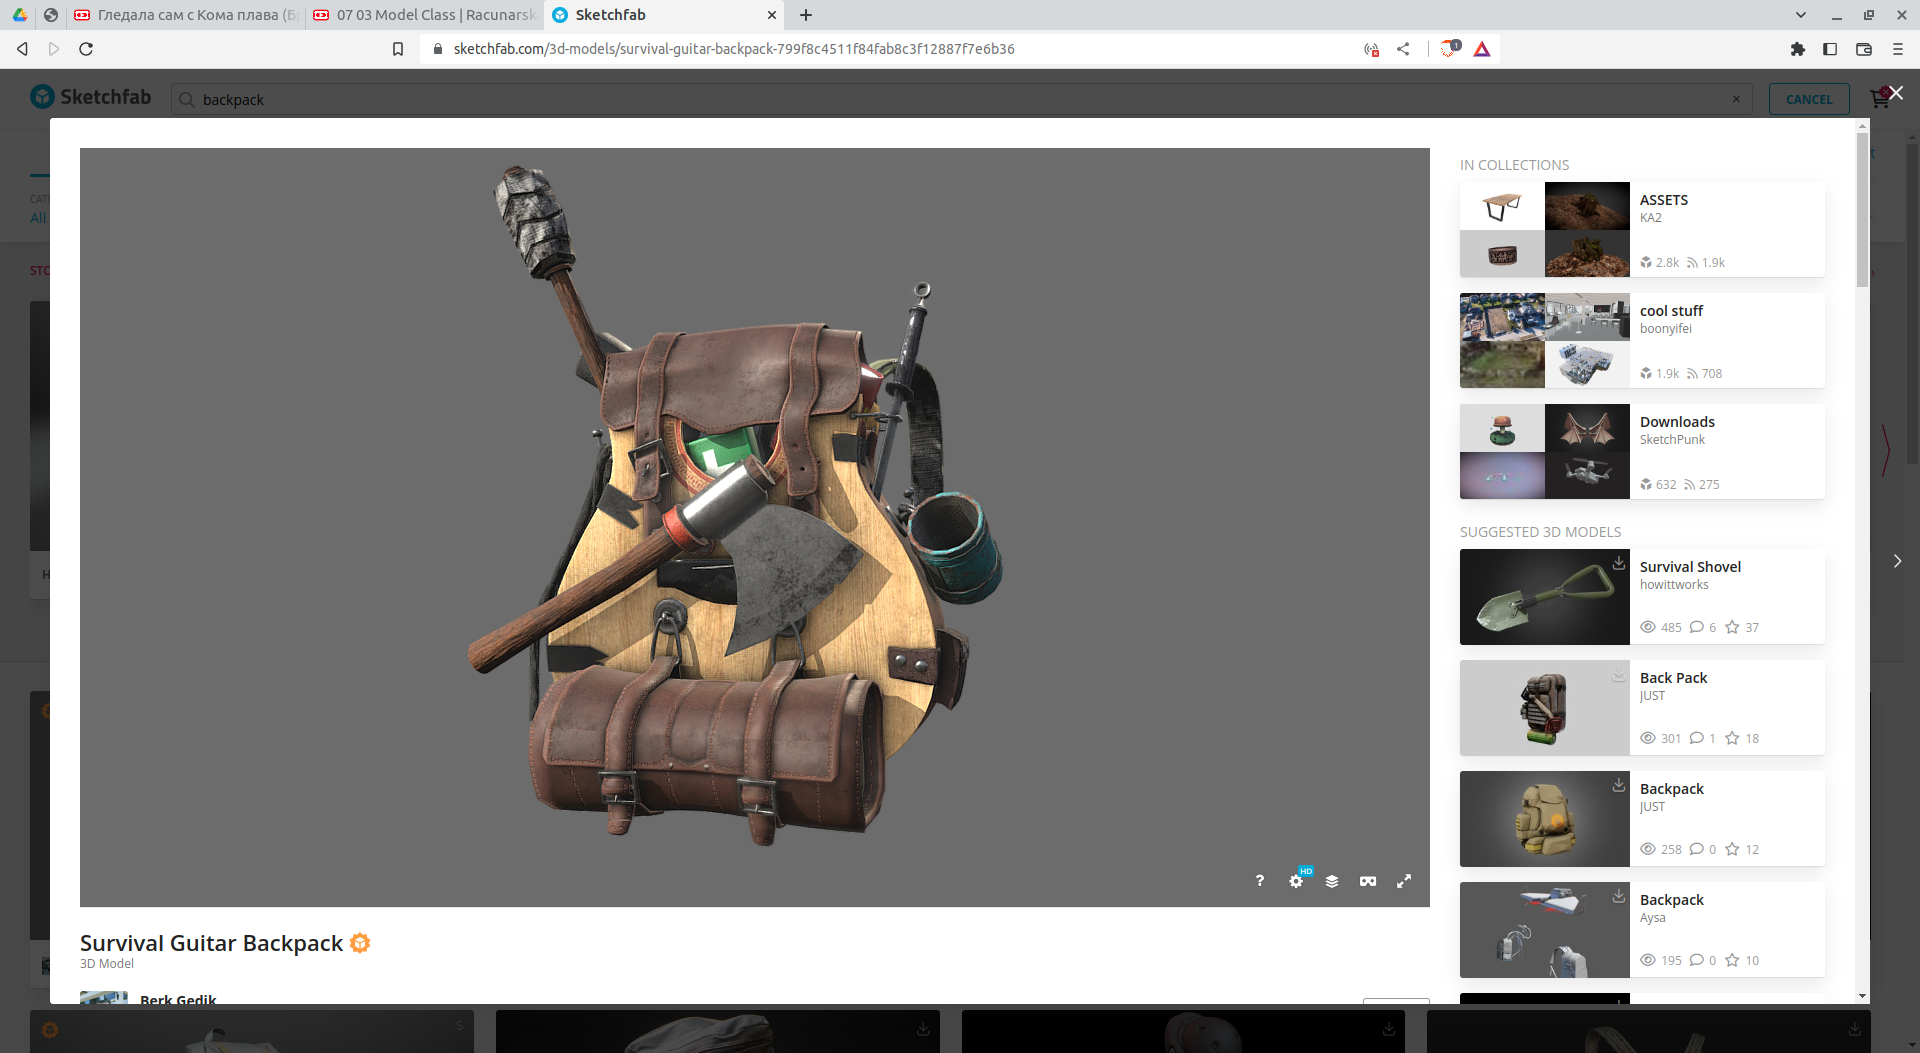 Гледала сам с Кома плава (Б
07 03 Model Class | Racunarsk
Sketchfab
sketchfab.com/3d-models/survival-guitar-backpack-799f8c4511f84fab8c3f12887f7e6b36
1
Sketchfab
backpack
CANCEL
All
STO
HD
Survival Guitar Backpack
3D Model
Berk Gedik
IN COLLECTIONS
ASSETS
KA2
2.8k 1.9k
cool stuff
boonyifei
1.9k 708
Downloads
SketchPunk
632 275
SUGGESTED 3D MODELS
Survival Shovel
howittworks
485 6 37
Back Pack
JUST
301 1 18
Backpack
JUST
258 0 12
Backpack
Aysa
195 0 10